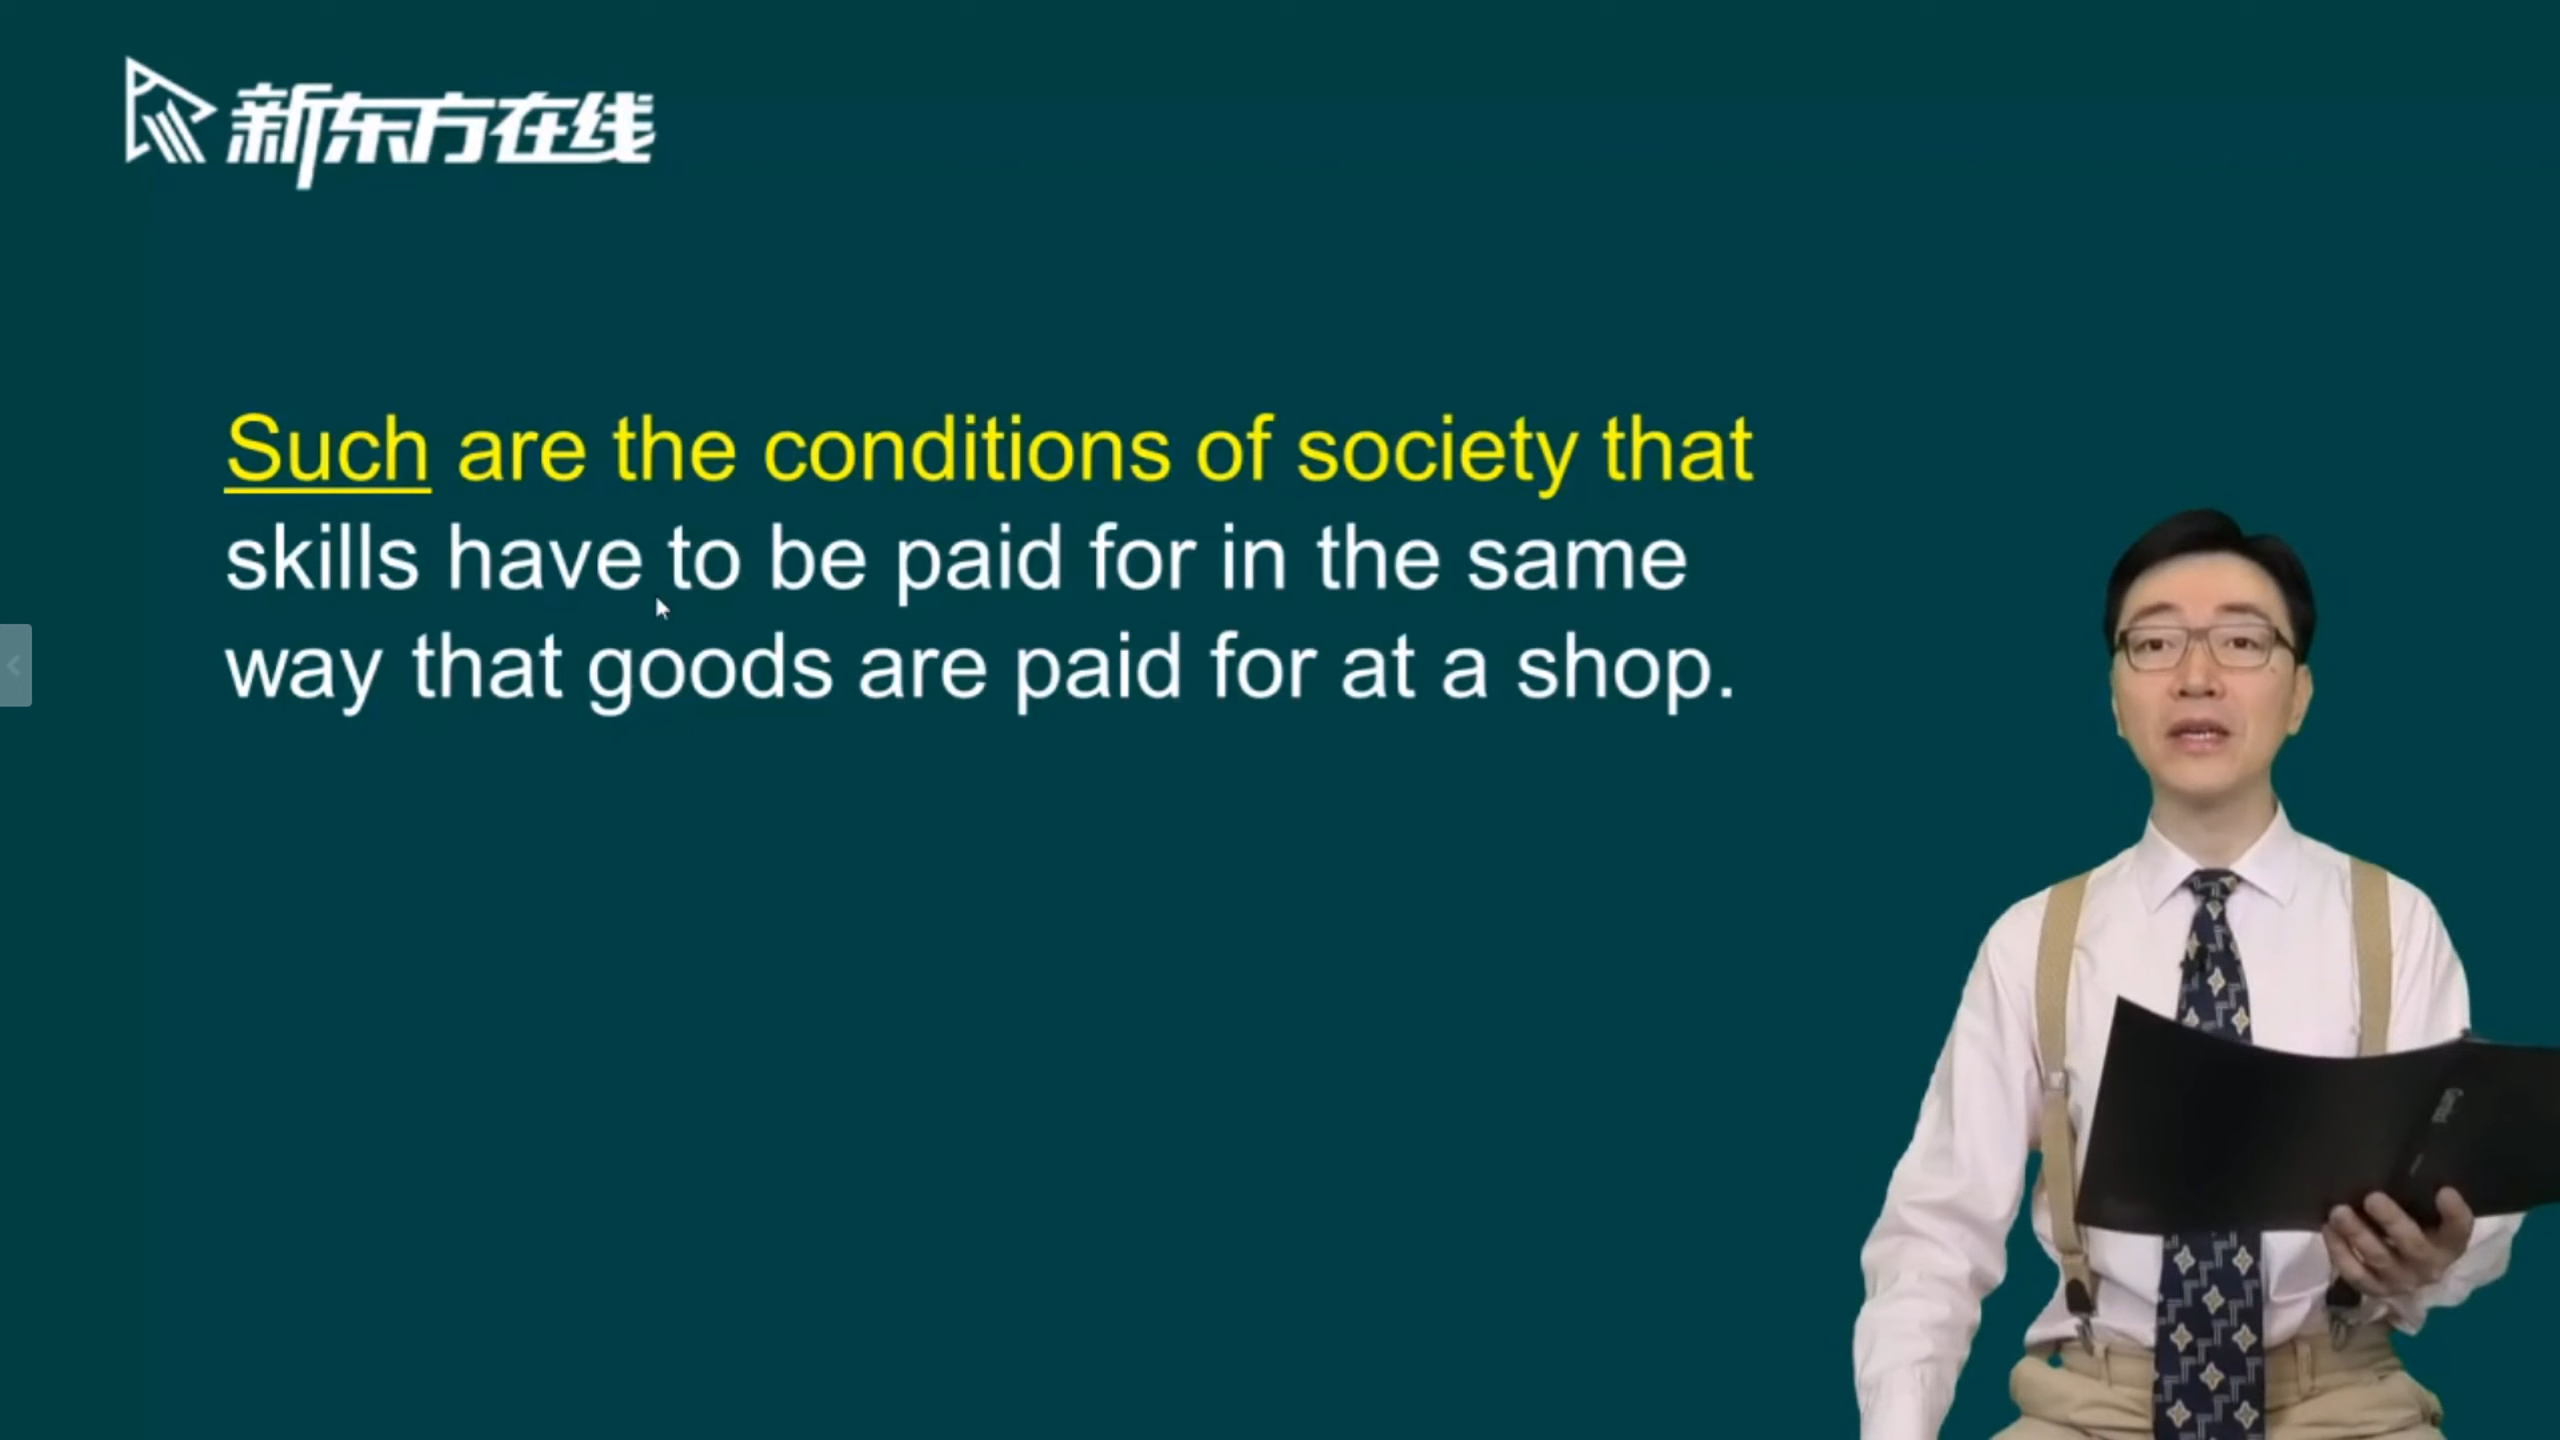 新东方在线
Such are the conditions of society that
skills have to be paid for in the same
way that goods are paid for at a shop.